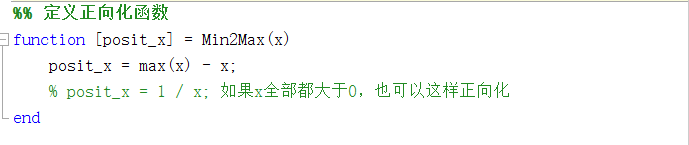 %% 定义正向化函数
function [posit_x] = Min2Max(x)
posit_x = max(x) - x;
% posit_x = 1 / x; 如果x全部都大于0，也可以这样正向化
end